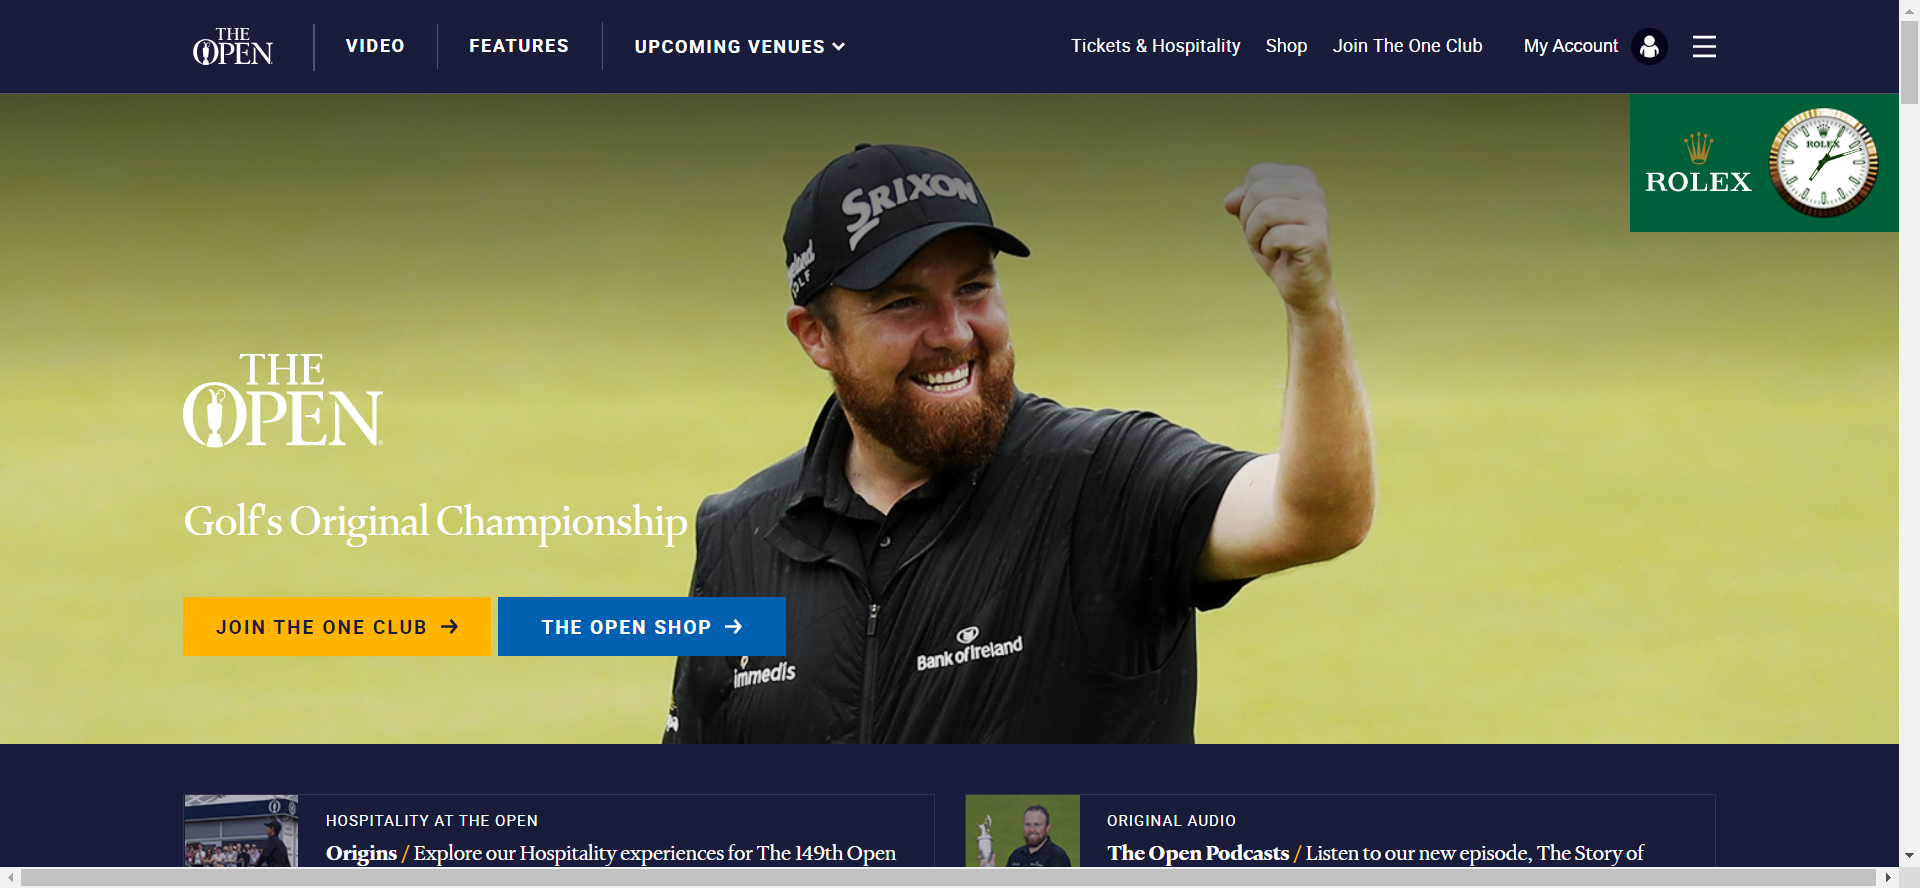 THE
OPEN
VIDEO
FEATURES
UPCOMING VENUES
Tickets & Hospitality
Shop
Join The One Club
My Account
ROLEX
ROLEX
SRIXON
THE
OPEN
Golf's Original Championship
JOIN THE ONE CLUB
THE OPEN SHOP
immedis
Bank of Ireland
HOSPITALITY AT THE OPEN
Origins / Explore our Hospitality experiences for The 149th Open
ORIGINAL AUDIO
The Open Podcasts / Listen to our new episode, The Story of